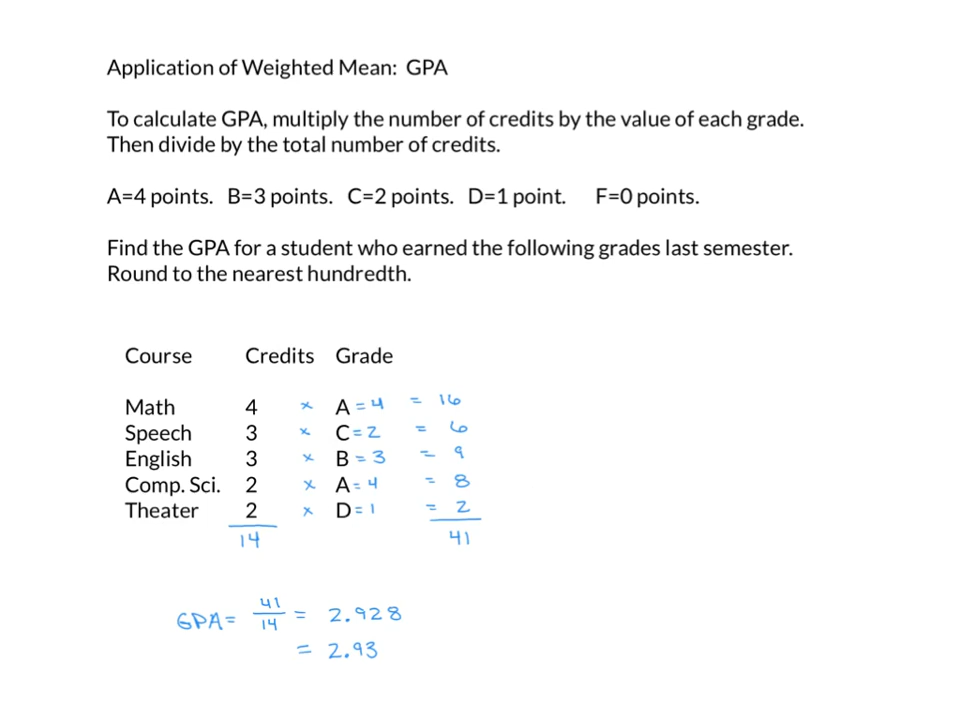 Application of Weighted Mean: GPA
To calculate GPA, multiply the number of credits by the value of each grade.
Then divide by the total number of credits.
A=4 points. B=3 points. C=2 points. D=1 point. F=0 points.
Find the GPA for a student who earned the following grades last semester.
Round to the nearest hundredth.
Course Credits Grade
Math 4 × A = 4 = 16
Speech 3 × C = 2 = 6
English 3 × B = 3 = 9
Comp. Sci. 2 × A = 4 = 8
Theater 2 × D = 1 = 2
14 41
GPA = 41/14 = 2.928
= 2.93